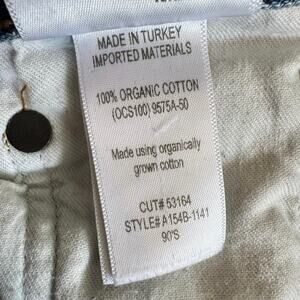 MADE IN TURKEY
IMPORTED MATERIALS
100% ORGANIC COTTON
(OCS100) 9575A-50
Made using organically
grown cotton
CUT# 53164
STYLE# A154B-1141
90'S